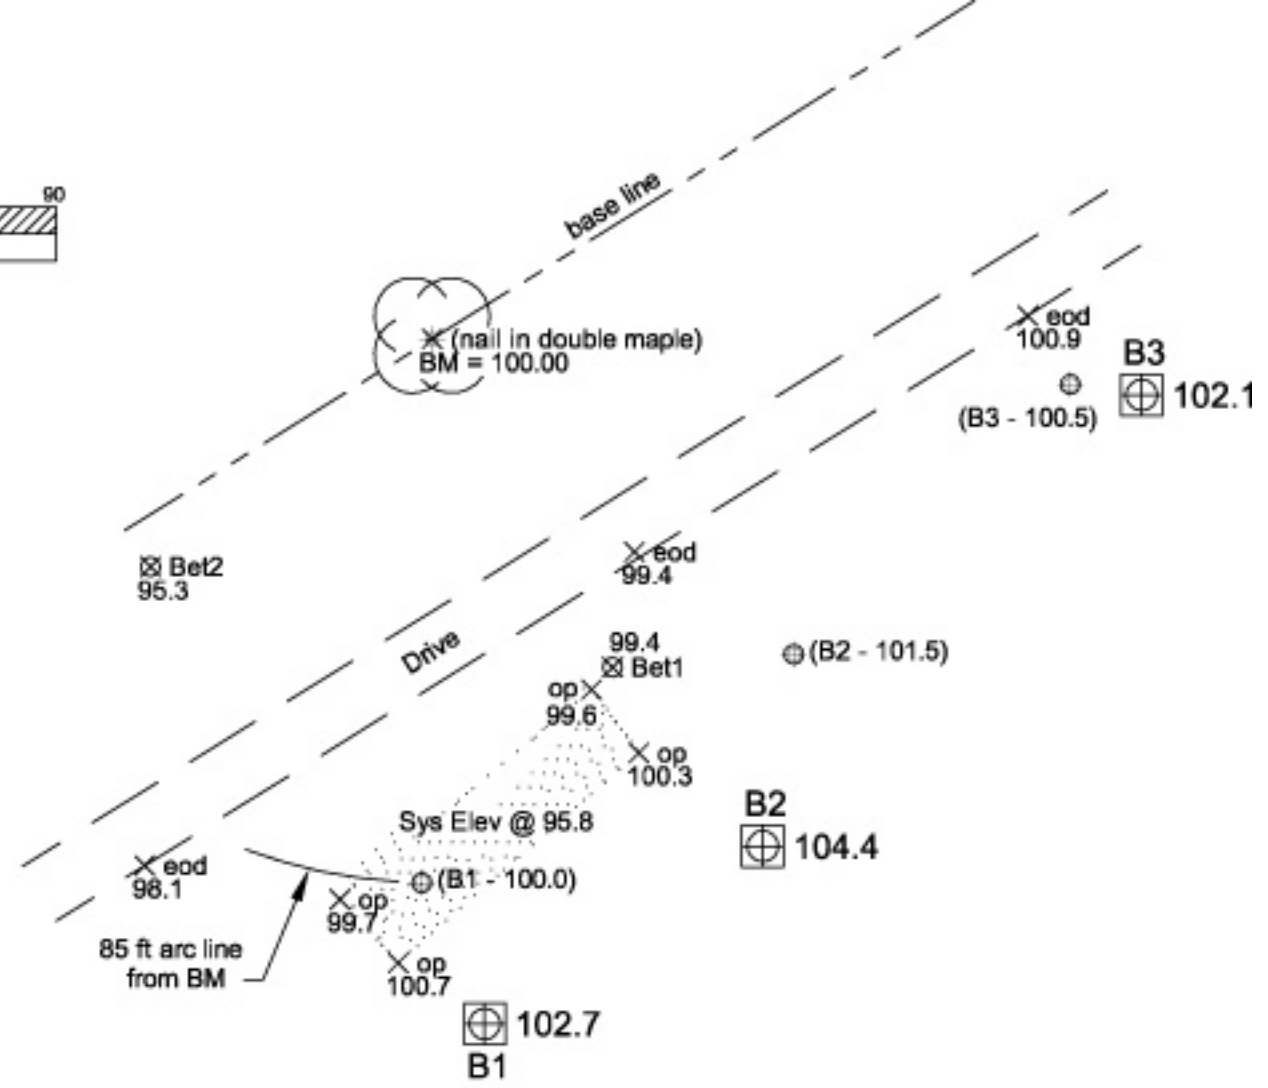 90
base line
(nail in double maple)
BM = 100.00
eod
100.9
B3
102.1
(B3 - 100.5)
Bet2
95.3
eod
99.4
Drive
99.4
Bet1
(B2 - 101.5)
op
99.6
op
100.3
B2
104.4
Sys Elev @ 95.8
eod
98.1
(B1 - 100.0)
op
99.7
85 ft arc line
from BM
op
100.7
102.7
B1